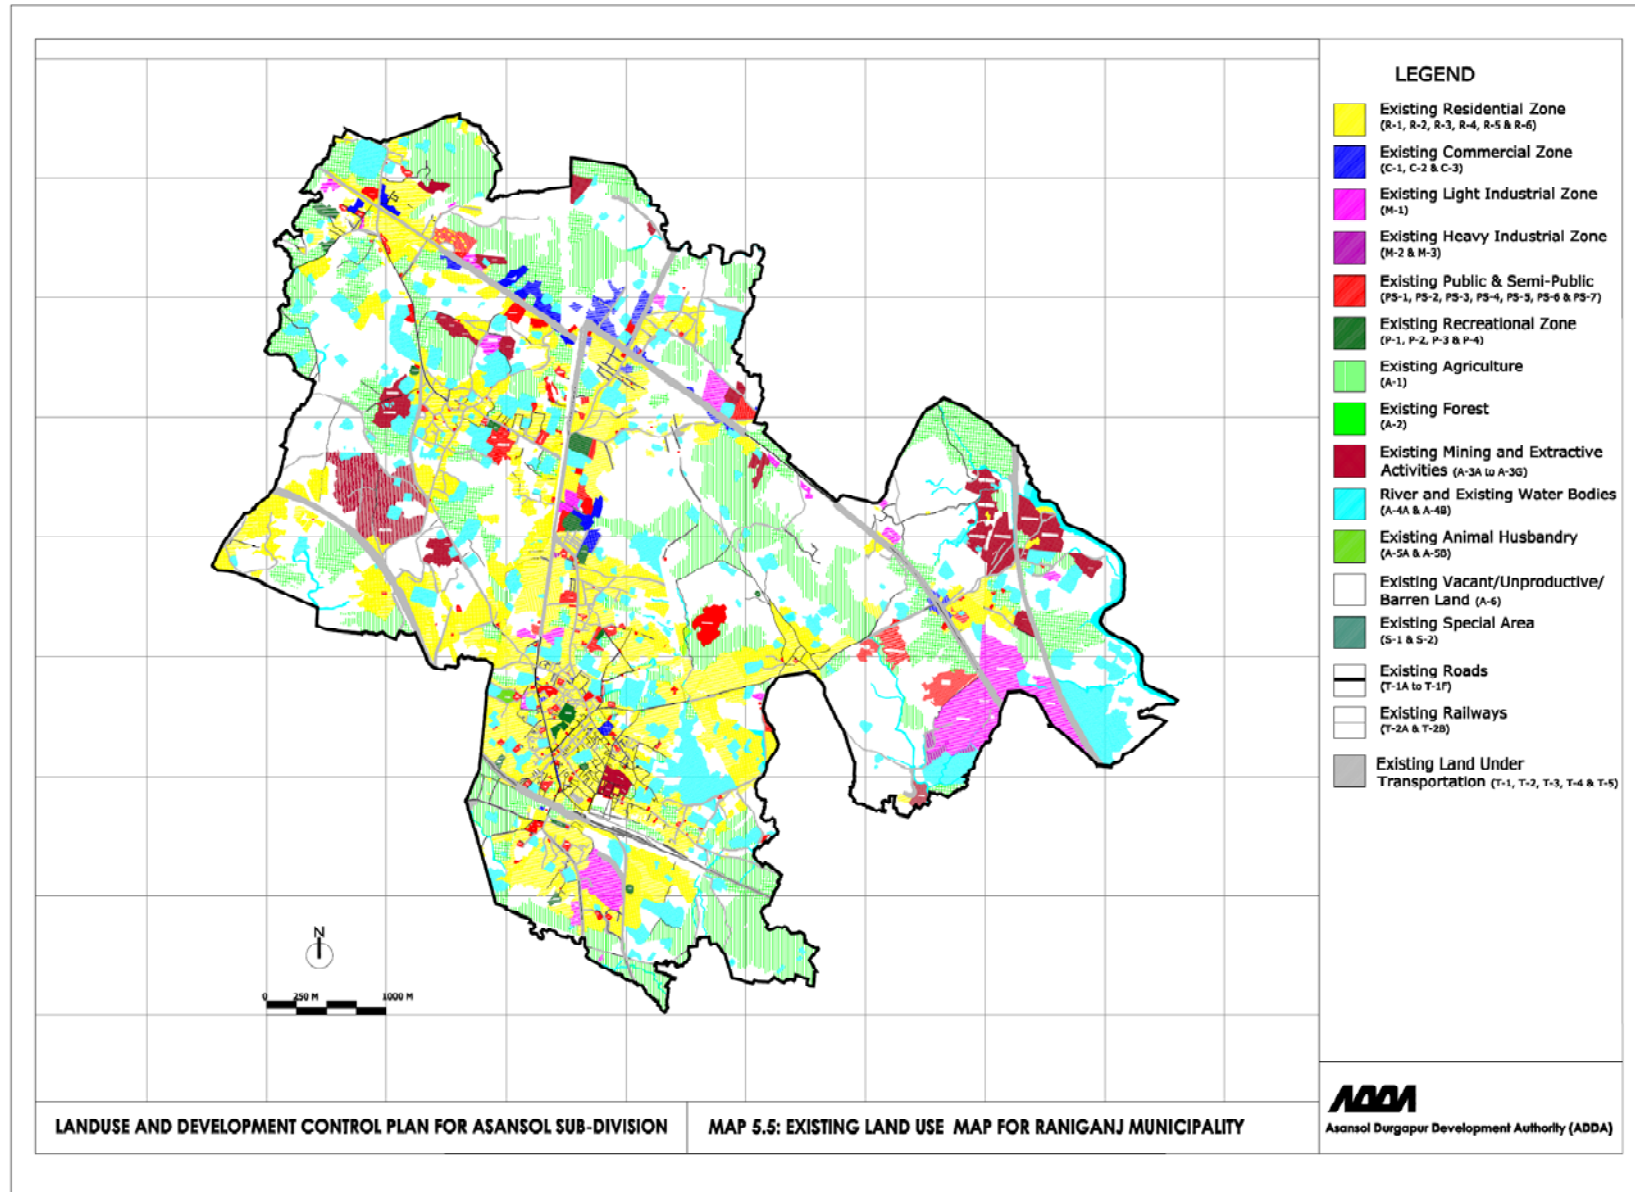 LEGEND
Existing Residential Zone
(R-1, R-2, R-3, R-4, R-5 & R-6)
Existing Commercial Zone
(C-1, C-2 & C-3)
Existing Light Industrial Zone
(M-1)
Existing Heavy Industrial Zone
(M-2 & M-3)
Existing Public & Semi-Public
(PS-1, PS-2, PS-3, PS-4, PS-5, PS-6 & PS-7)
Existing Recreational Zone
(P-1, P-2, P-3 & P-4)
Existing Agriculture
(A-1)
Existing Forest
(A-2)
Existing Mining and Extractive
Activities (A-3A to A-3G)
River and Existing Water Bodies
(A-4A & A-4B)
Existing Animal Husbandry
(A-5A & A-5B)
Existing Vacant/Unproductive/
Barren Land (A-6)
Existing Special Area
(S-1 & S-2)
Existing Roads
(T-1A to T-1F)
Existing Railways
(T-2A & T-2B)
Existing Land Under
Transportation (T-1, T-2, T-3, T-4 & T-5)
N
0 250 M 1000 M
LANDUSE AND DEVELOPMENT CONTROL PLAN FOR ASANSOL SUB-DIVISION
MAP 5.5: EXISTING LAND USE MAP FOR RANIGANJ MUNICIPALITY
ADDA
Asansol Durgapur Development Authority (ADDA)